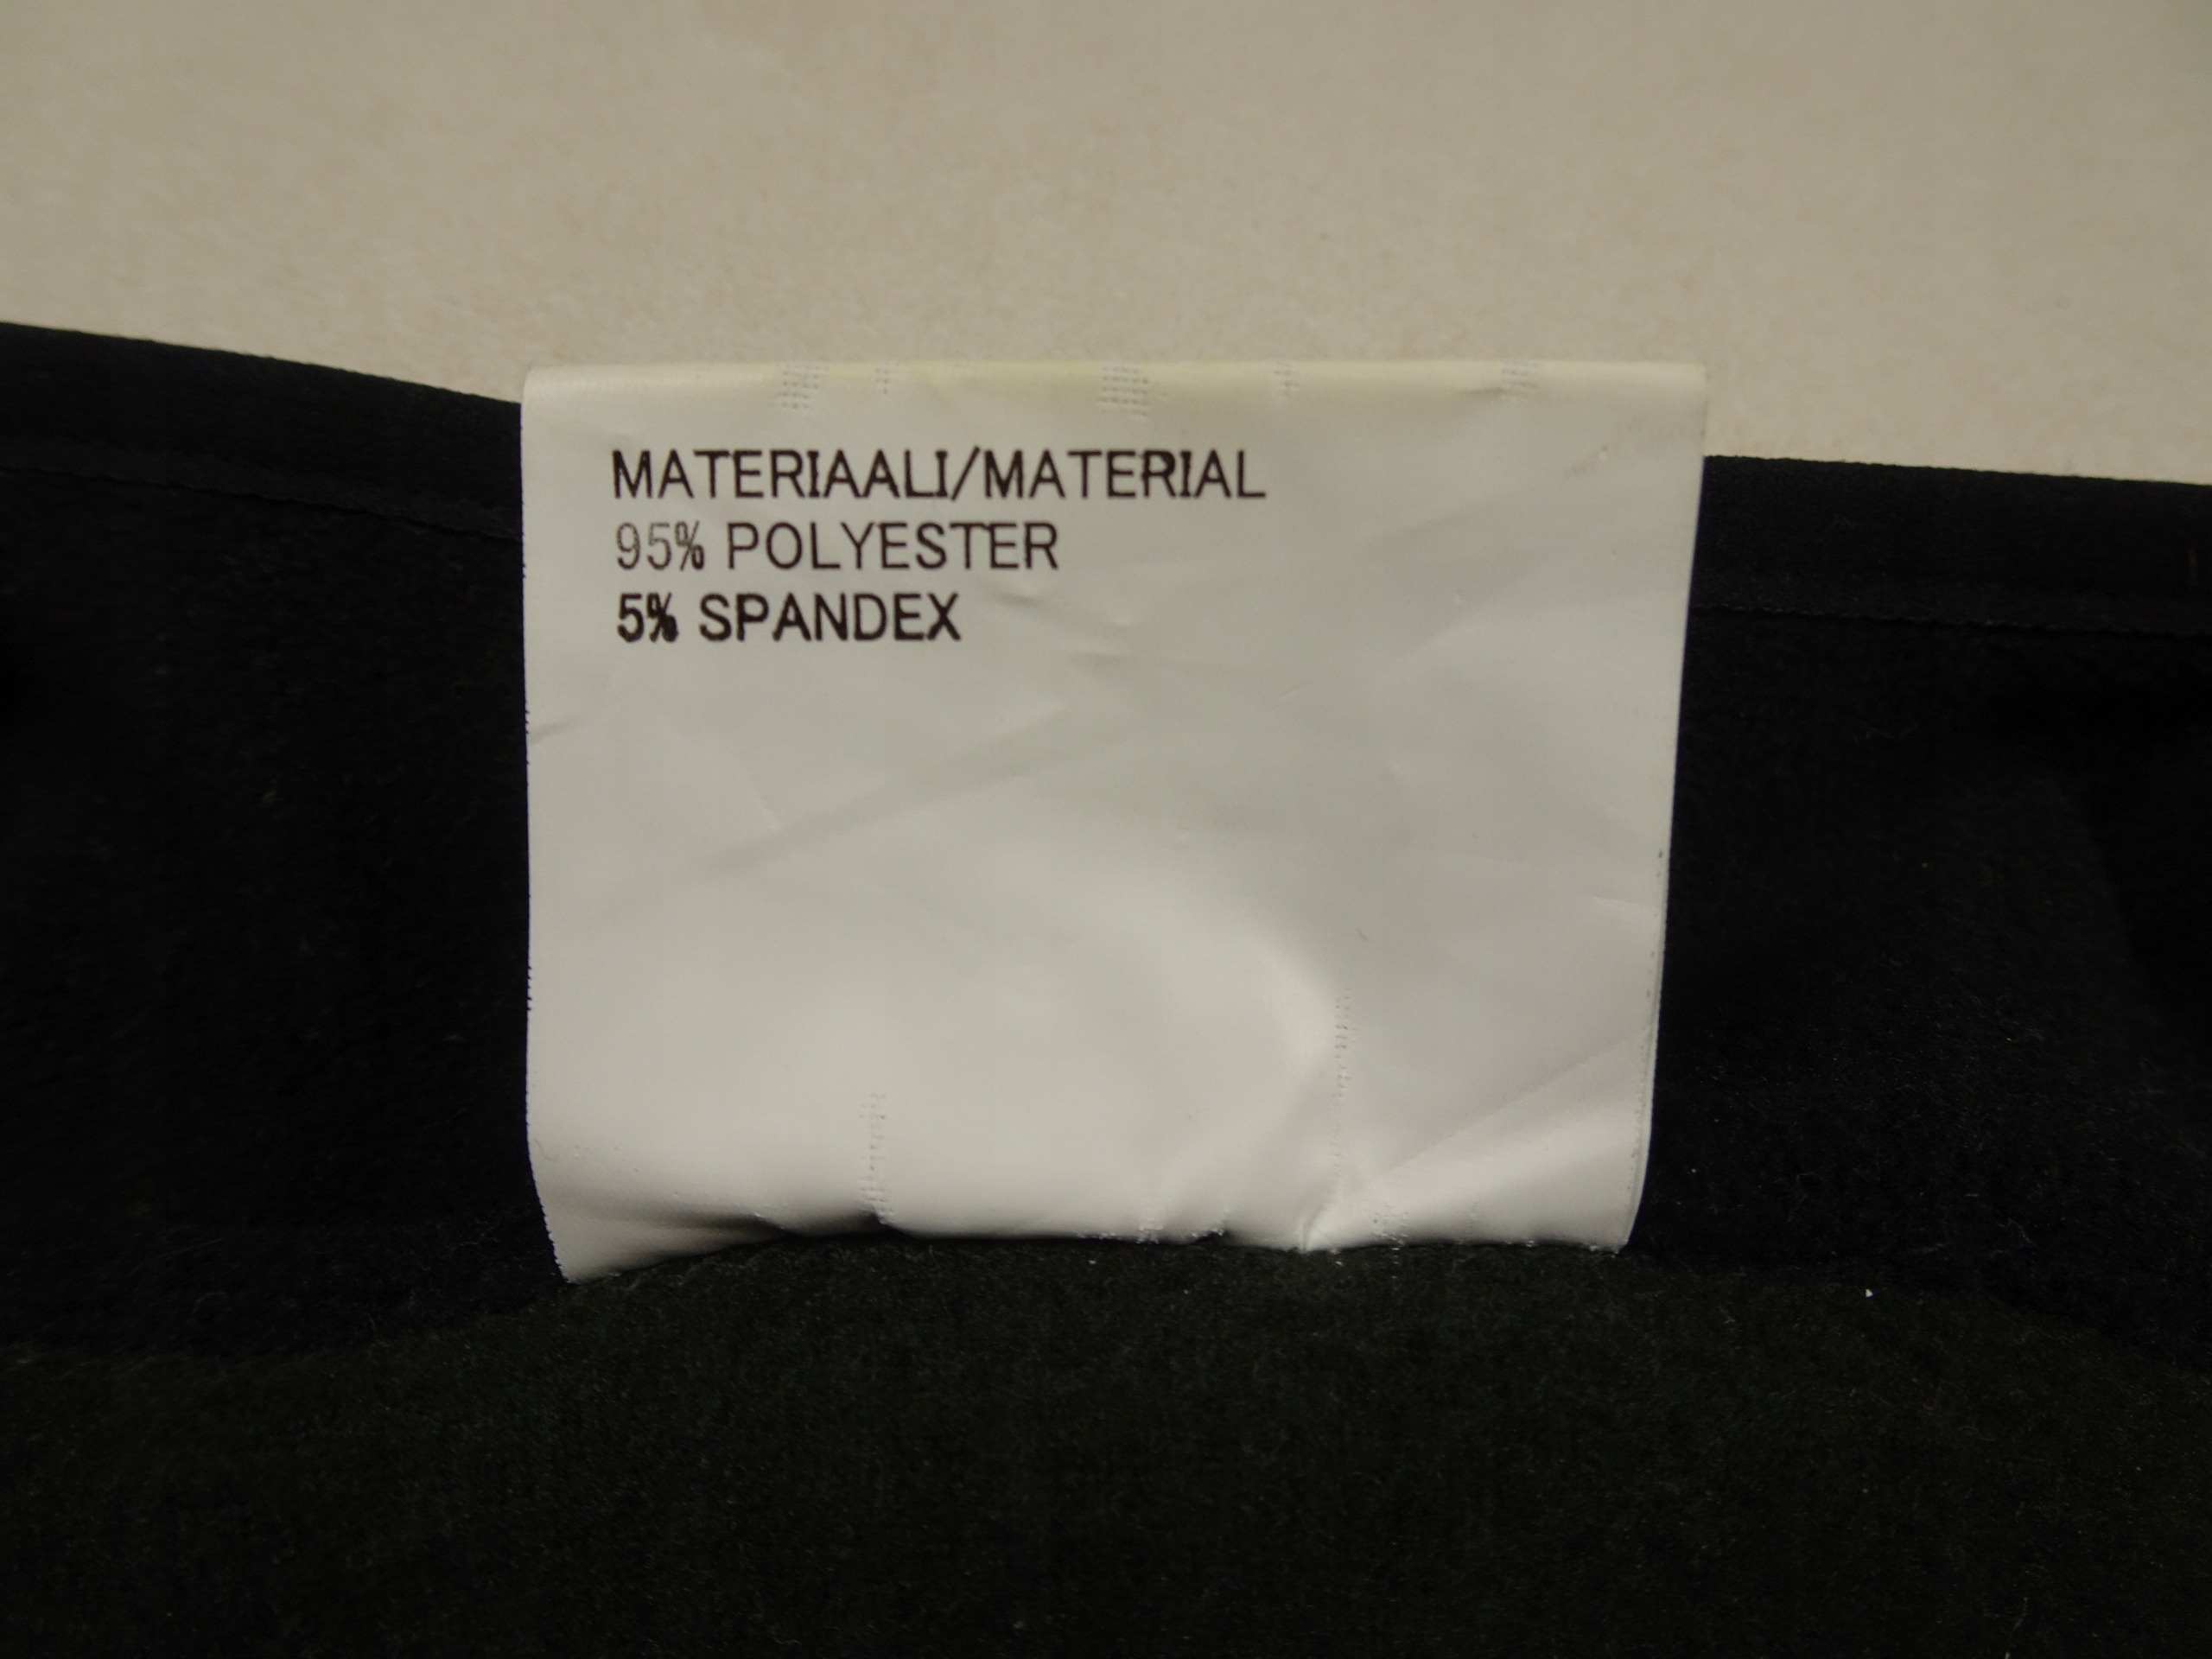 MATERIAALI/MATERIAL
95% POLYESTER
5% SPANDEX